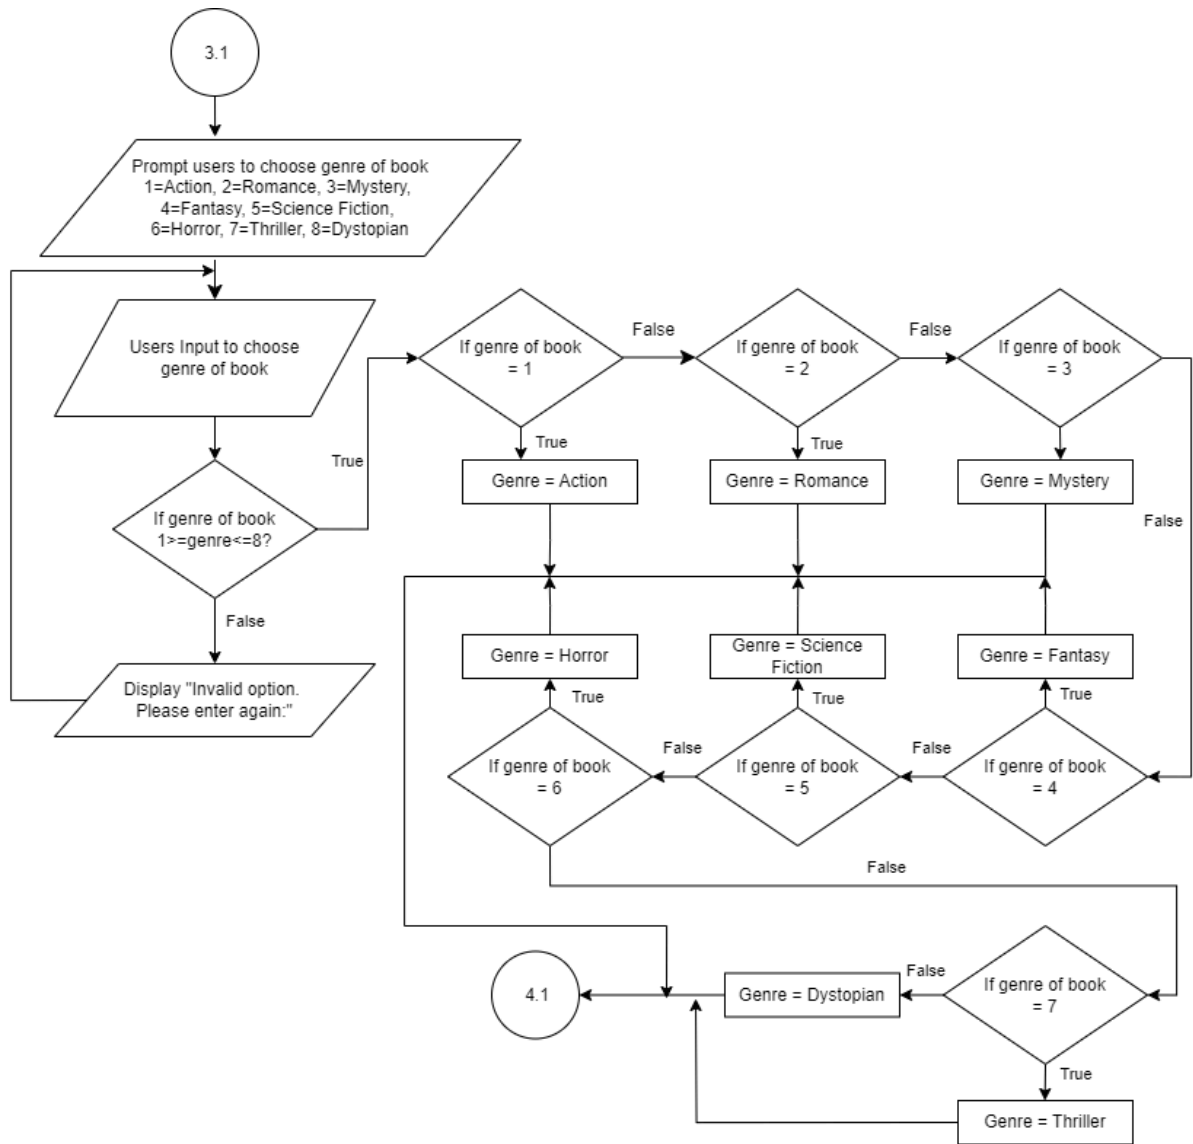 3.1
Prompt users to choose genre of book
1=Action, 2=Romance, 3=Mystery,
4=Fantasy, 5=Science Fiction,
6=Horror, 7=Thriller, 8=Dystopian
Users Input to choose
genre of book
If genre of book
1>=genre<=8?
True
False
Display "Invalid option.
Please enter again:"
If genre of book
= 1
False
True
Genre = Action
If genre of book
= 2
False
True
Genre = Romance
If genre of book
= 3
Genre = Mystery
False
If genre of book
= 4
True
Genre = Fantasy
False
If genre of book
= 5
True
Genre = Science
Fiction
False
If genre of book
= 6
True
Genre = Horror
False
If genre of book
= 7
False
Genre = Dystopian
True
Genre = Thriller
4.1